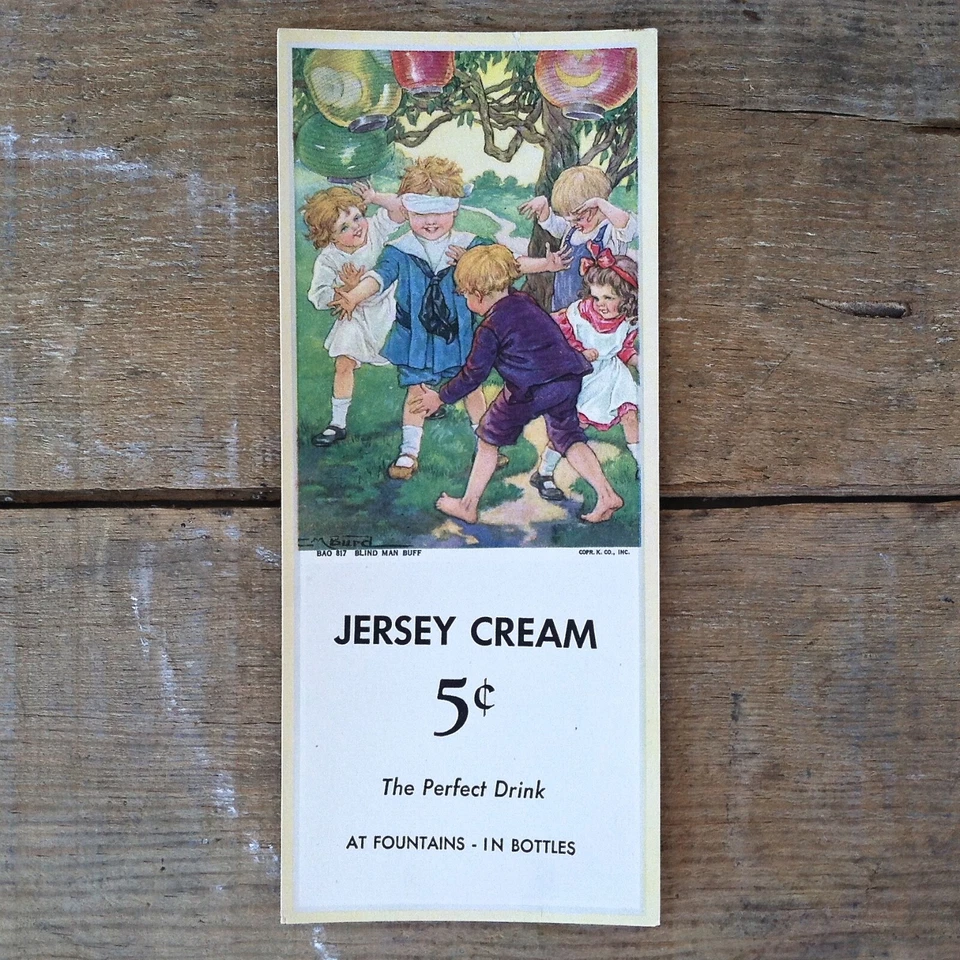 C M Burd
BAO 817 BLIND MAN BUFF COPR. K. CO., INC.
JERSEY CREAM
5¢
The Perfect Drink
AT FOUNTAINS - IN BOTTLES